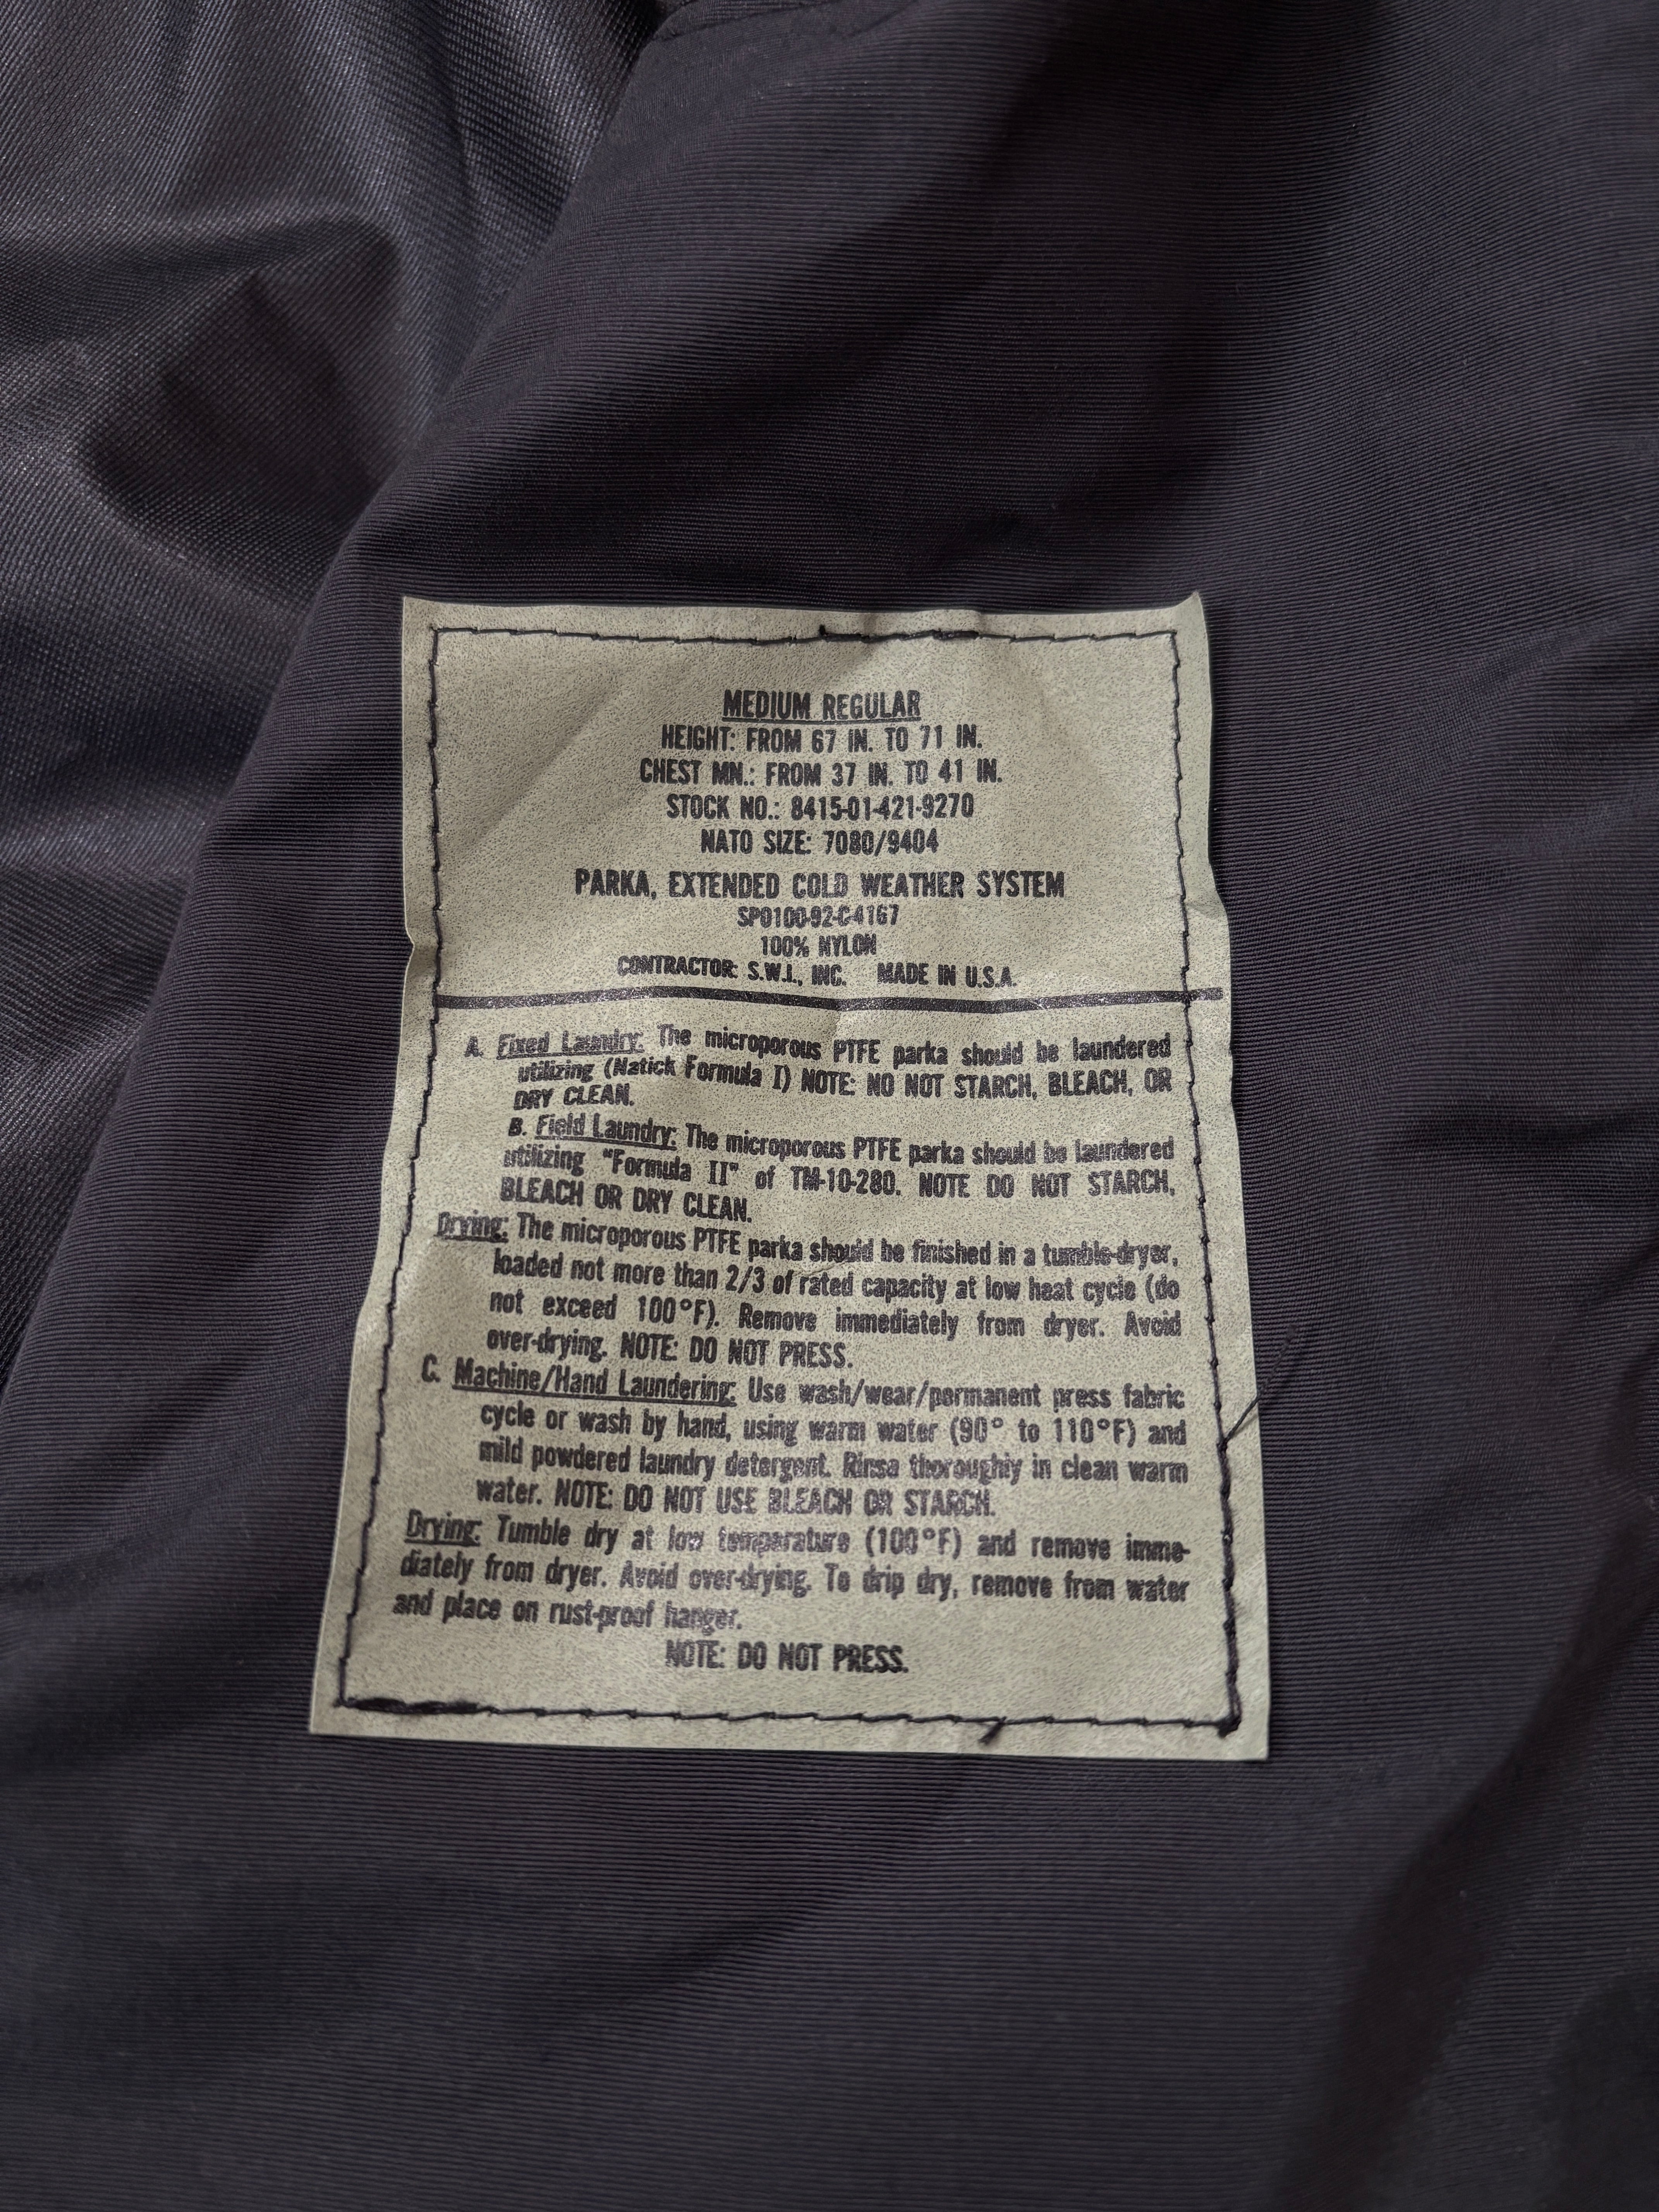 MEDIUM REGULAR
HEIGHT: FROM 67 IN. TO 71 IN.
CHEST MN.: FROM 37 IN. TO 41 IN.
STOCK NO.: 8415-01-421-9270
NATO SIZE: 7080/9404
PARKA, EXTENDED COLD WEATHER SYSTEM
SPO100-92-C-4167
100% NYLON
CONTRACTOR: S.W.I., INC. MADE IN U.S.A.
A. Fixed Laundry: The microporous PTFE parka should be laundered
utilizing (Natick Formula I) NOTE: NO NOT STARCH, BLEACH, OR
DRY CLEAN.
B. Field Laundry: The microporous PTFE parka should be laundered
utilizing "Formula II" of TM-10-280. NOTE DO NOT STARCH,
BLEACH OR DRY CLEAN.
Drying: The microporous PTFE parka should be finished in a tumble-dryer,
loaded not more than 2/3 of rated capacity at low heat cycle (do
not exceed 100°F). Remove immediately from dryer. Avoid
over-drying. NOTE: DO NOT PRESS.
C. Machine/Hand Laundering: Use wash/wear/permanent press fabric
cycle or wash by hand, using warm water (90° to 110°F) and
mild powdered laundry detergent. Rinse thoroughly in clean warm
water. NOTE: DO NOT USE BLEACH OR STARCH.
Drying: Tumble dry at low temperature (100°F) and remove imme-
diately from dryer. Avoid over-drying. To drip dry, remove from water
and place on rust-proof hanger.
NOTE: DO NOT PRESS.